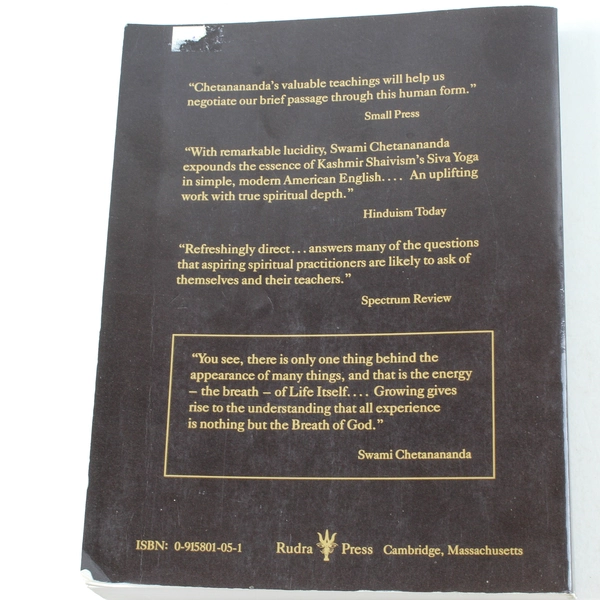 “Chetanananda’s valuable teachings will help us
negotiate our brief passage through this human form.”
Small Press
“With remarkable lucidity, Swami Chetanananda
expounds the essence of Kashmir Shaivism’s Siva Yoga
in simple, modern American English.... An uplifting
work with true spiritual depth.”
Hinduism Today
“Refreshingly direct...answers many of the questions
that aspiring spiritual practitioners are likely to ask of
themselves and their teachers.”
Spectrum Review
“You see, there is only one thing behind the
appearance of many things, and that is the energy
– the breath – of Life Itself.... Growing gives
rise to the understanding that all experience
is nothing but the Breath of God.”
Swami Chetanananda
ISBN: 0-915801-05-1 Rudra Press Cambridge, Massachusetts